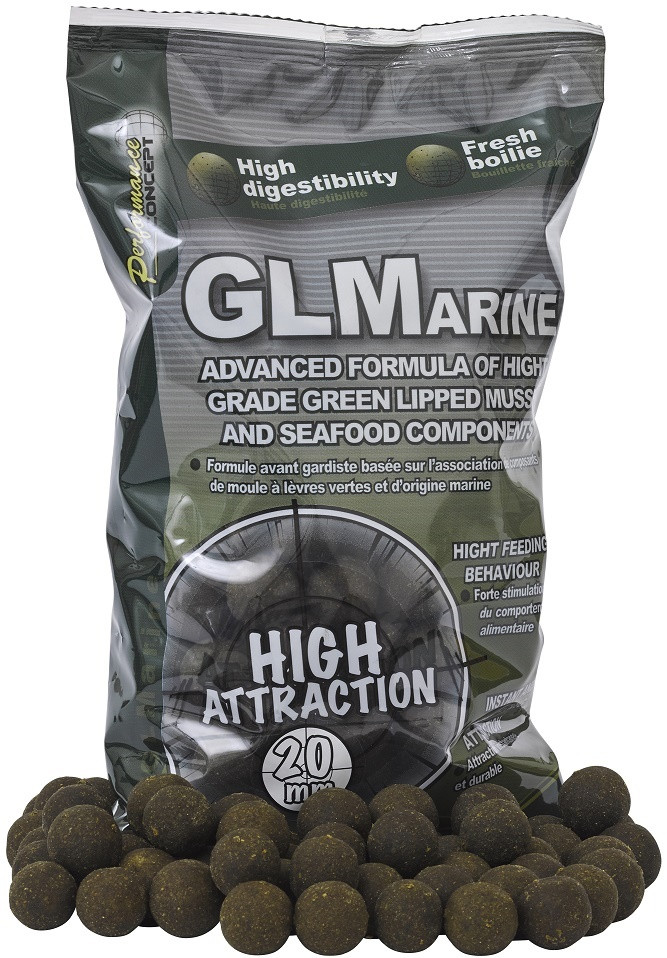 Performance
CONCEPT
High
digestibility
Haute digestibilité
Fresh
boilie
Bouillette fraîche
GLMARINE
ADVANCED FORMULA OF HIGHT
GRADE GREEN LIPPED MUSS
AND SEAFOOD COMPONENTS
Formule avant gardiste basée sur l'association
de moule à lèvres vertes et d'origine marine
HIGHT FEEDING
BEHAVIOUR
Forte stimulation
du comporte
alimentaire
HIGH
ATTRACTION
20
mm
INSTANT
Attract
et durable